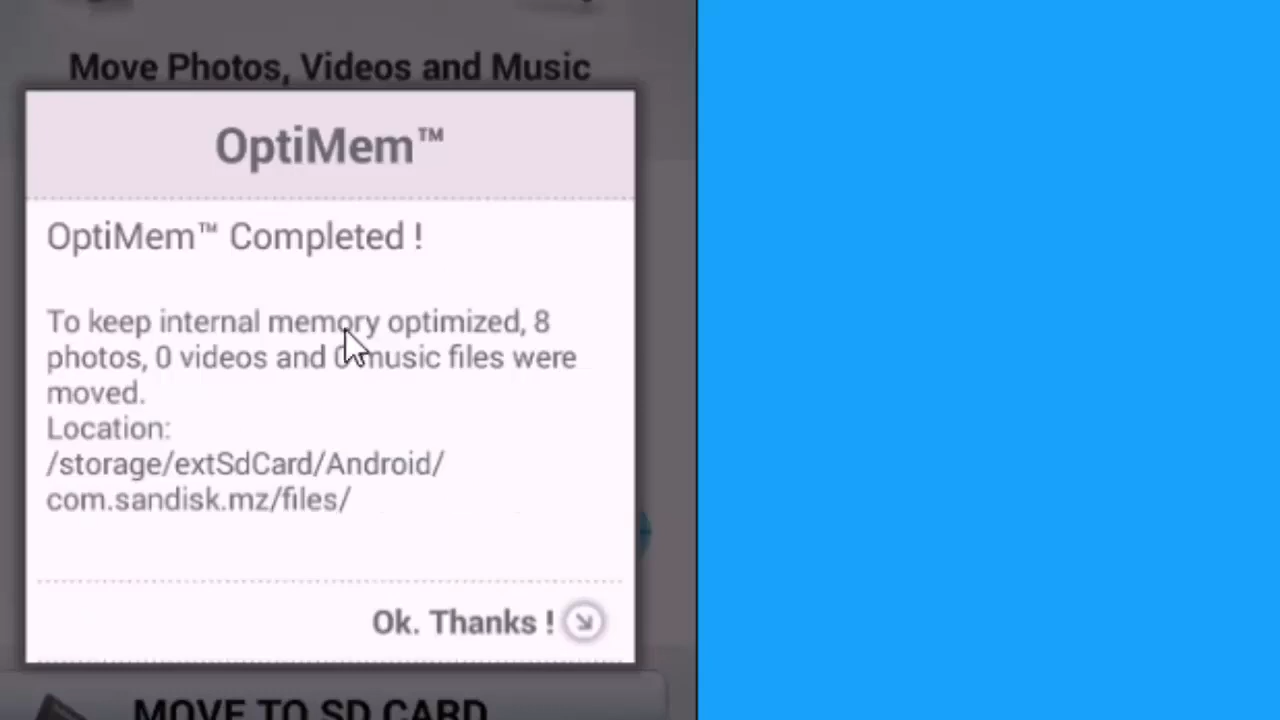 Move Photos, Videos and Music
OptiMem™
OptiMem™ Completed !
To keep internal memory optimized, 8
photos, 0 videos and 0 music files were
moved.
Location:
/storage/extSdCard/Android/
com.sandisk.mz/files/
Ok. Thanks !
MOVE TO SD CARD